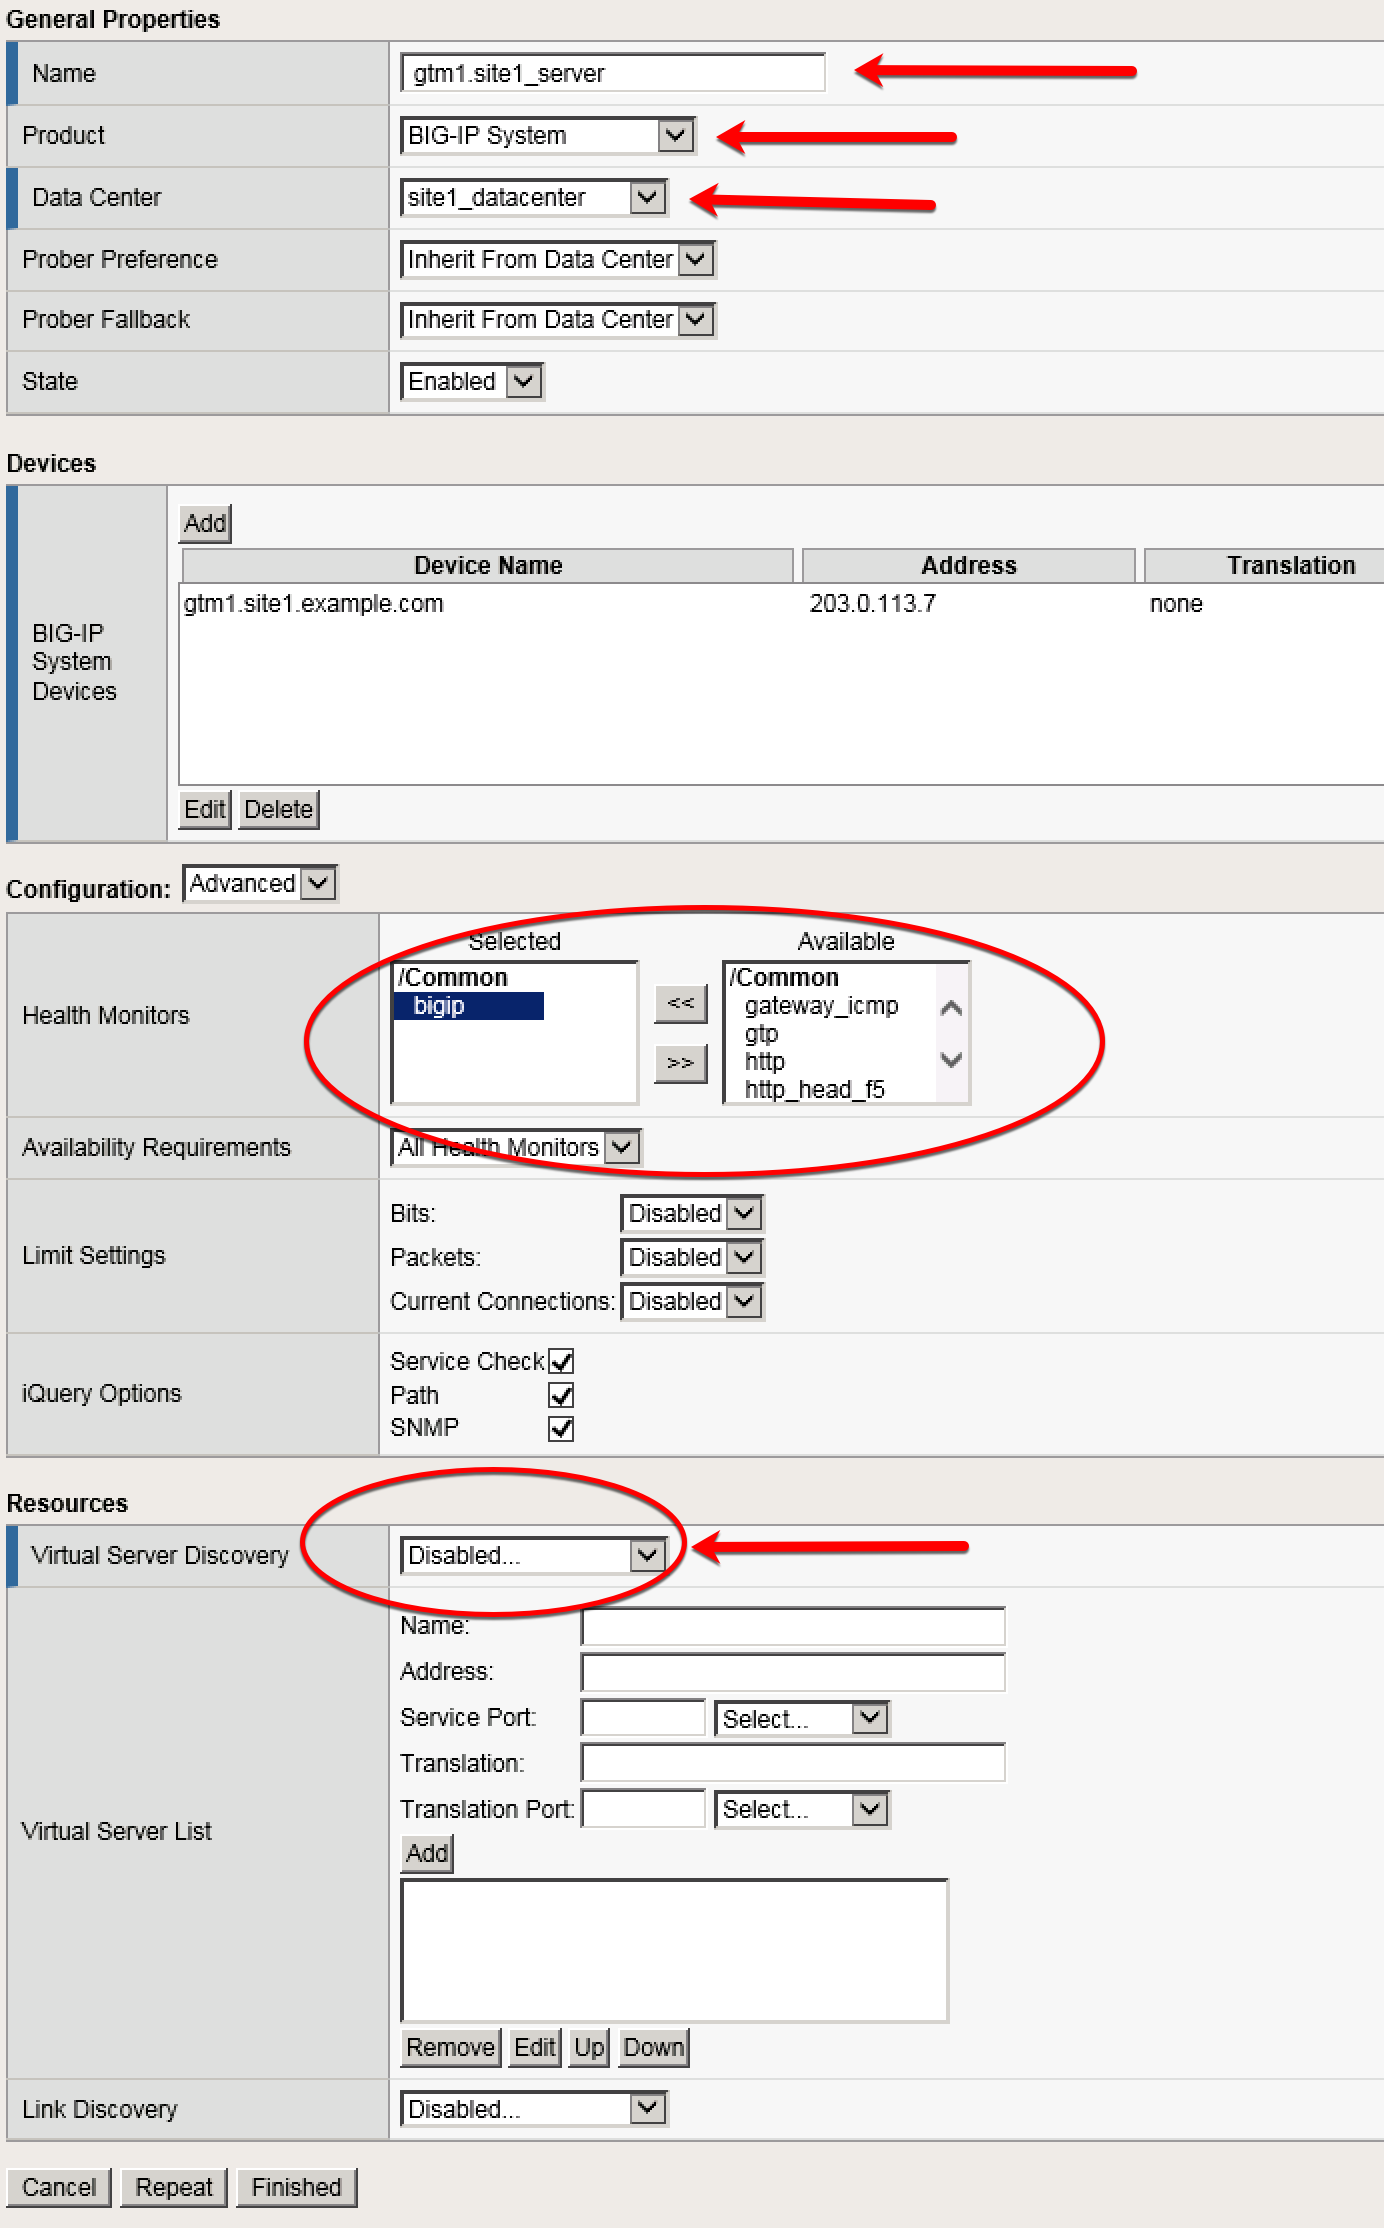 General Properties
Name gtm1.site1_server
Product BIG-IP System
Data Center site1_datacenter
Prober Preference Inherit From Data Center
Prober Fallback Inherit From Data Center
State Enabled
Devices
Add
Device Name Address Translation
gtm1.site1.example.com 203.0.113.7 none
BIG-IP
System
Devices
Edit Delete
Configuration: Advanced
Selected Available
/Common /Common
bigip gateway_icmp
<< gtp
Health Monitors
>> http
http_head_f5
Availability Requirements All Health Monitors
Bits: Disabled
Limit Settings
Packets: Disabled
Current Connections: Disabled
Service Check
iQuery Options
Path
SNMP
Resources
Virtual Server Discovery Disabled...
Name:
Address:
Service Port: Select...
Translation:
Translation Port: Select...
Virtual Server List
Add
Remove Edit Up Down
Link Discovery Disabled...
Cancel Repeat Finished